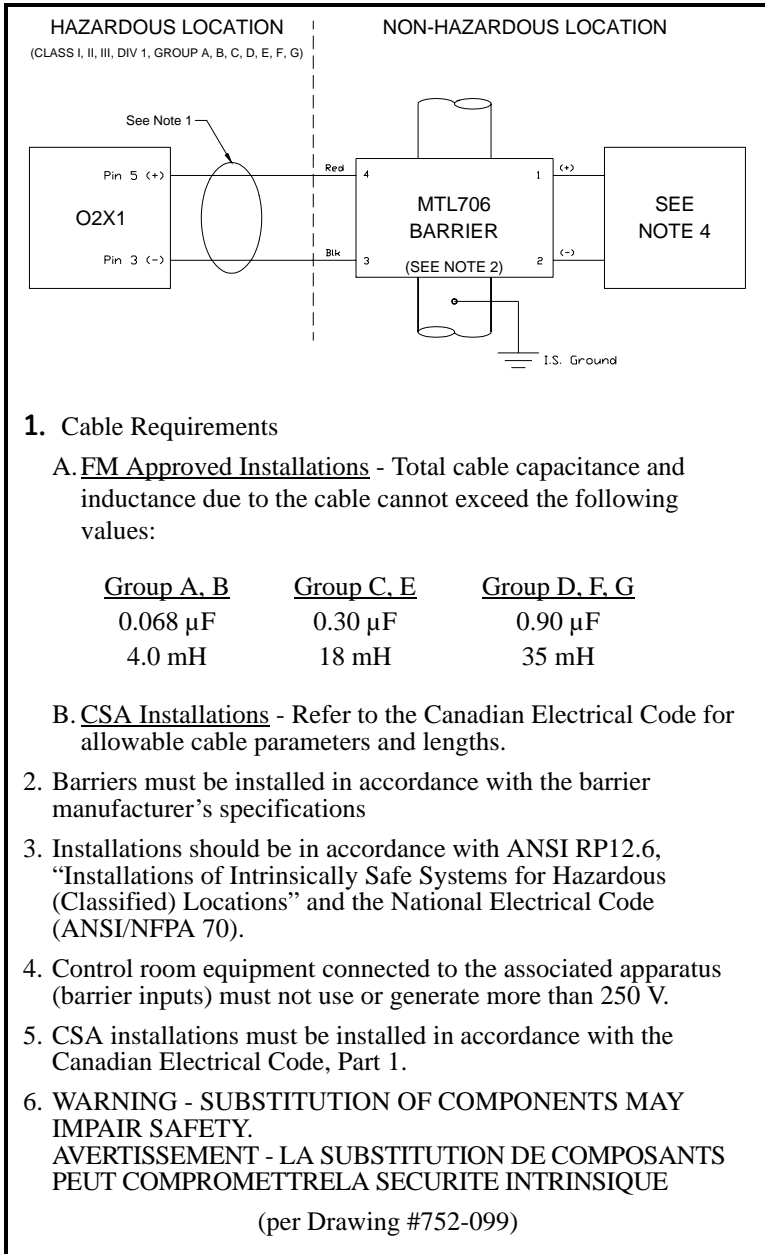 HAZARDOUS LOCATION
(CLASS I, II, III, DIV 1, GROUP A, B, C, D, E, F, G)
NON-HAZARDOUS LOCATION
See Note 1
Pin 5 (+)
O2X1
Pin 3 (-)
Red
Blk
4
3
MTL706
BARRIER
(SEE NOTE 2)
1
2
(+)
(-)
SEE
NOTE 4
I.S. Ground
1. Cable Requirements
A. FM Approved Installations - Total cable capacitance and
inductance due to the cable cannot exceed the following
values:
Group A, B Group C, E Group D, F, G
0.068 µF 0.30 µF 0.90 µF
4.0 mH 18 mH 35 mH
B. CSA Installations - Refer to the Canadian Electrical Code for
allowable cable parameters and lengths.
2. Barriers must be installed in accordance with the barrier
manufacturer’s specifications
3. Installations should be in accordance with ANSI RP12.6,
“Installations of Intrinsically Safe Systems for Hazardous
(Classified) Locations” and the National Electrical Code
(ANSI/NFPA 70).
4. Control room equipment connected to the associated apparatus
(barrier inputs) must not use or generate more than 250 V.
5. CSA installations must be installed in accordance with the
Canadian Electrical Code, Part 1.
6. WARNING - SUBSTITUTION OF COMPONENTS MAY
IMPAIR SAFETY.
AVERTISSEMENT - LA SUBSTITUTION DE COMPOSANTS
PEUT COMPROMETTRELA SECURITE INTRINSIQUE
(per Drawing #752-099)